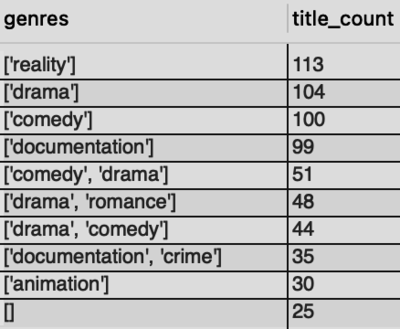 genres title_count
['reality'] 113
['drama'] 104
['comedy'] 100
['documentation'] 99
['comedy', 'drama'] 51
['drama', 'romance'] 48
['drama', 'comedy'] 44
['documentation', 'crime'] 35
['animation'] 30
[] 25